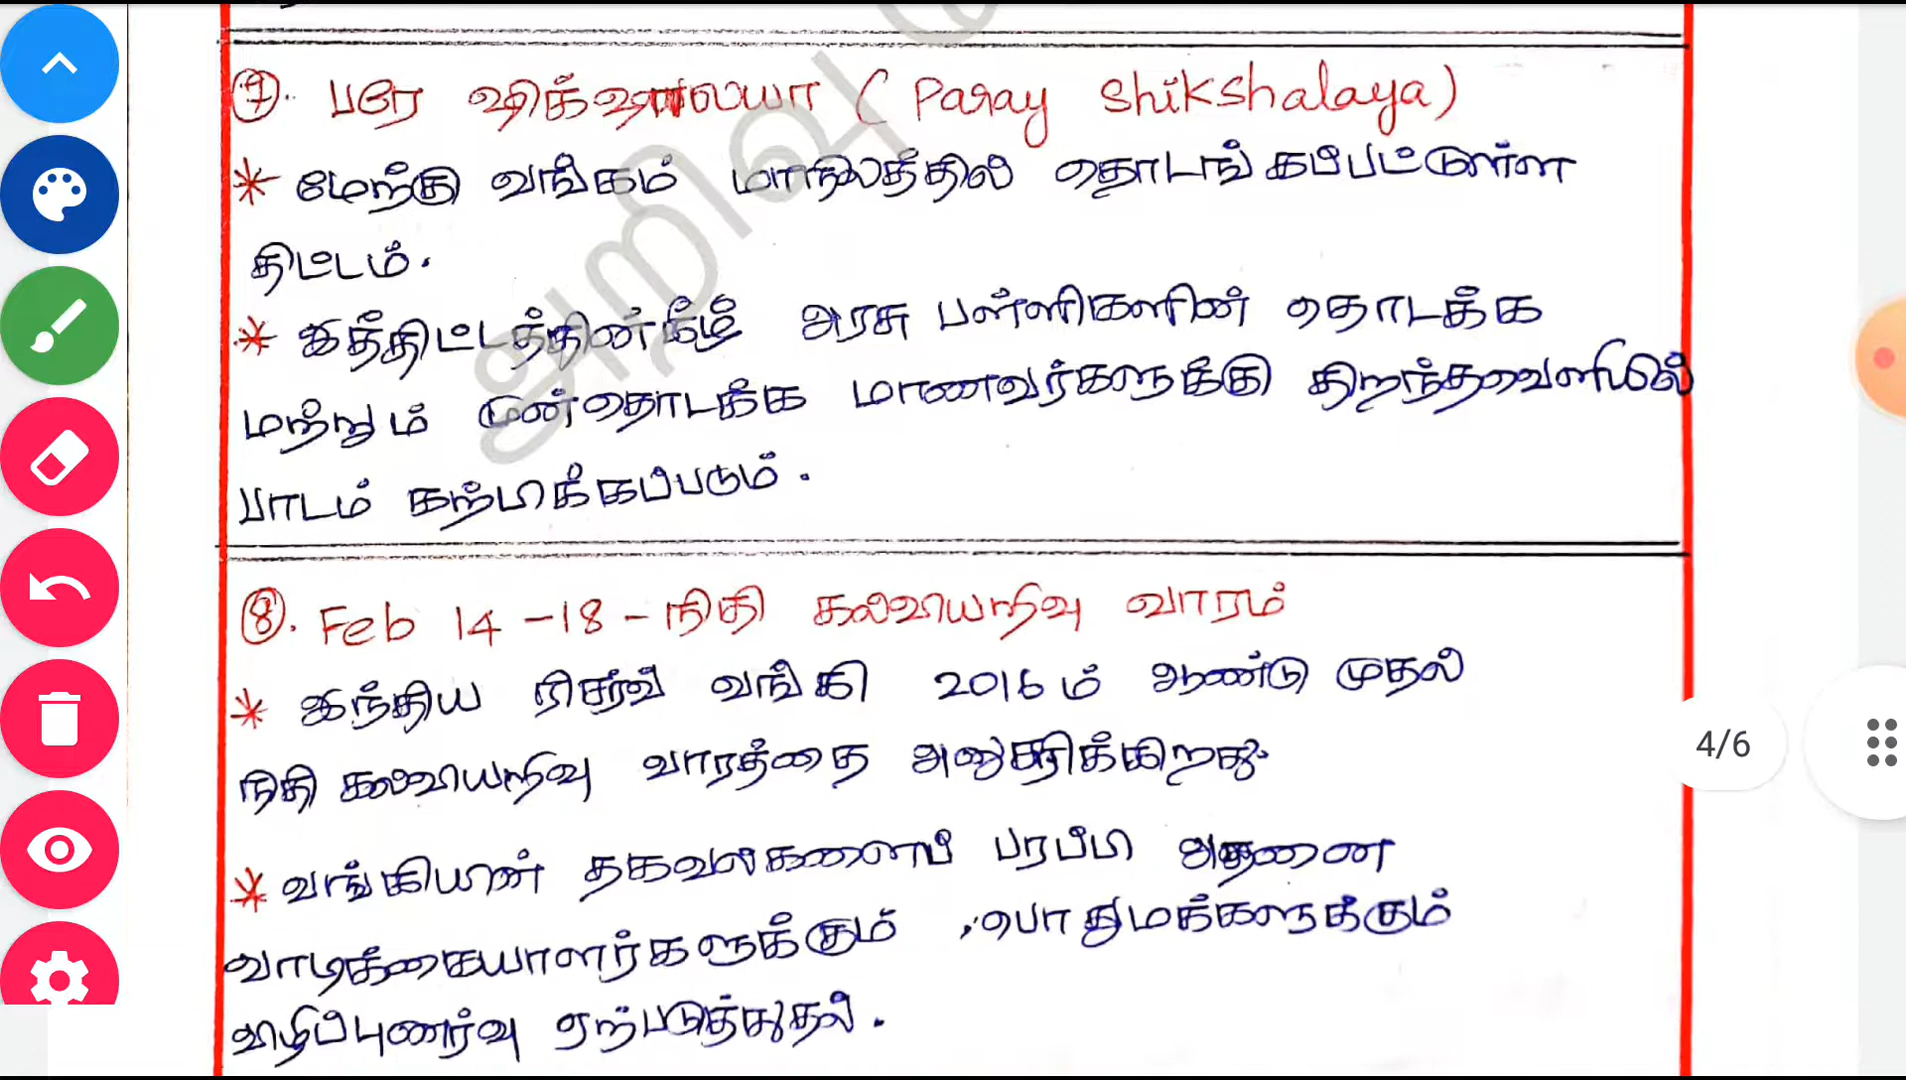 7. பரே ஷிக்ஷாலயா ( Paray Shikshalaya)
* மேற்கு வங்கம் மாநிலத்தில் தொடங்கப்பட்டுள்ள
திட்டம்.
* இத்திட்டத்தின்கீழ் அரசு பள்ளிகளின் தொடக்க
மற்றும் முன்தொடக்க மாணவர்களுக்கு திறந்தவெளியில்
பாடம் கற்பிக்கப்படும்.
8. Feb 14 -18 - நிதி கல்வியறிவு வாரம்
* இந்திய ரிசர்வ் வங்கி 2016 ம் ஆண்டு முதல்
நிதி கல்வியறிவு வாரத்தை அனுசரிக்கிறது.
* வங்கியின் தகவல்களைப் பரப்பி அதனை
வாடிக்கையாளர்களுக்கும் , பொதுமக்களுக்கும்
விழிப்புணர்வு ஏற்படுத்துதல்.
அறிவு
4/6